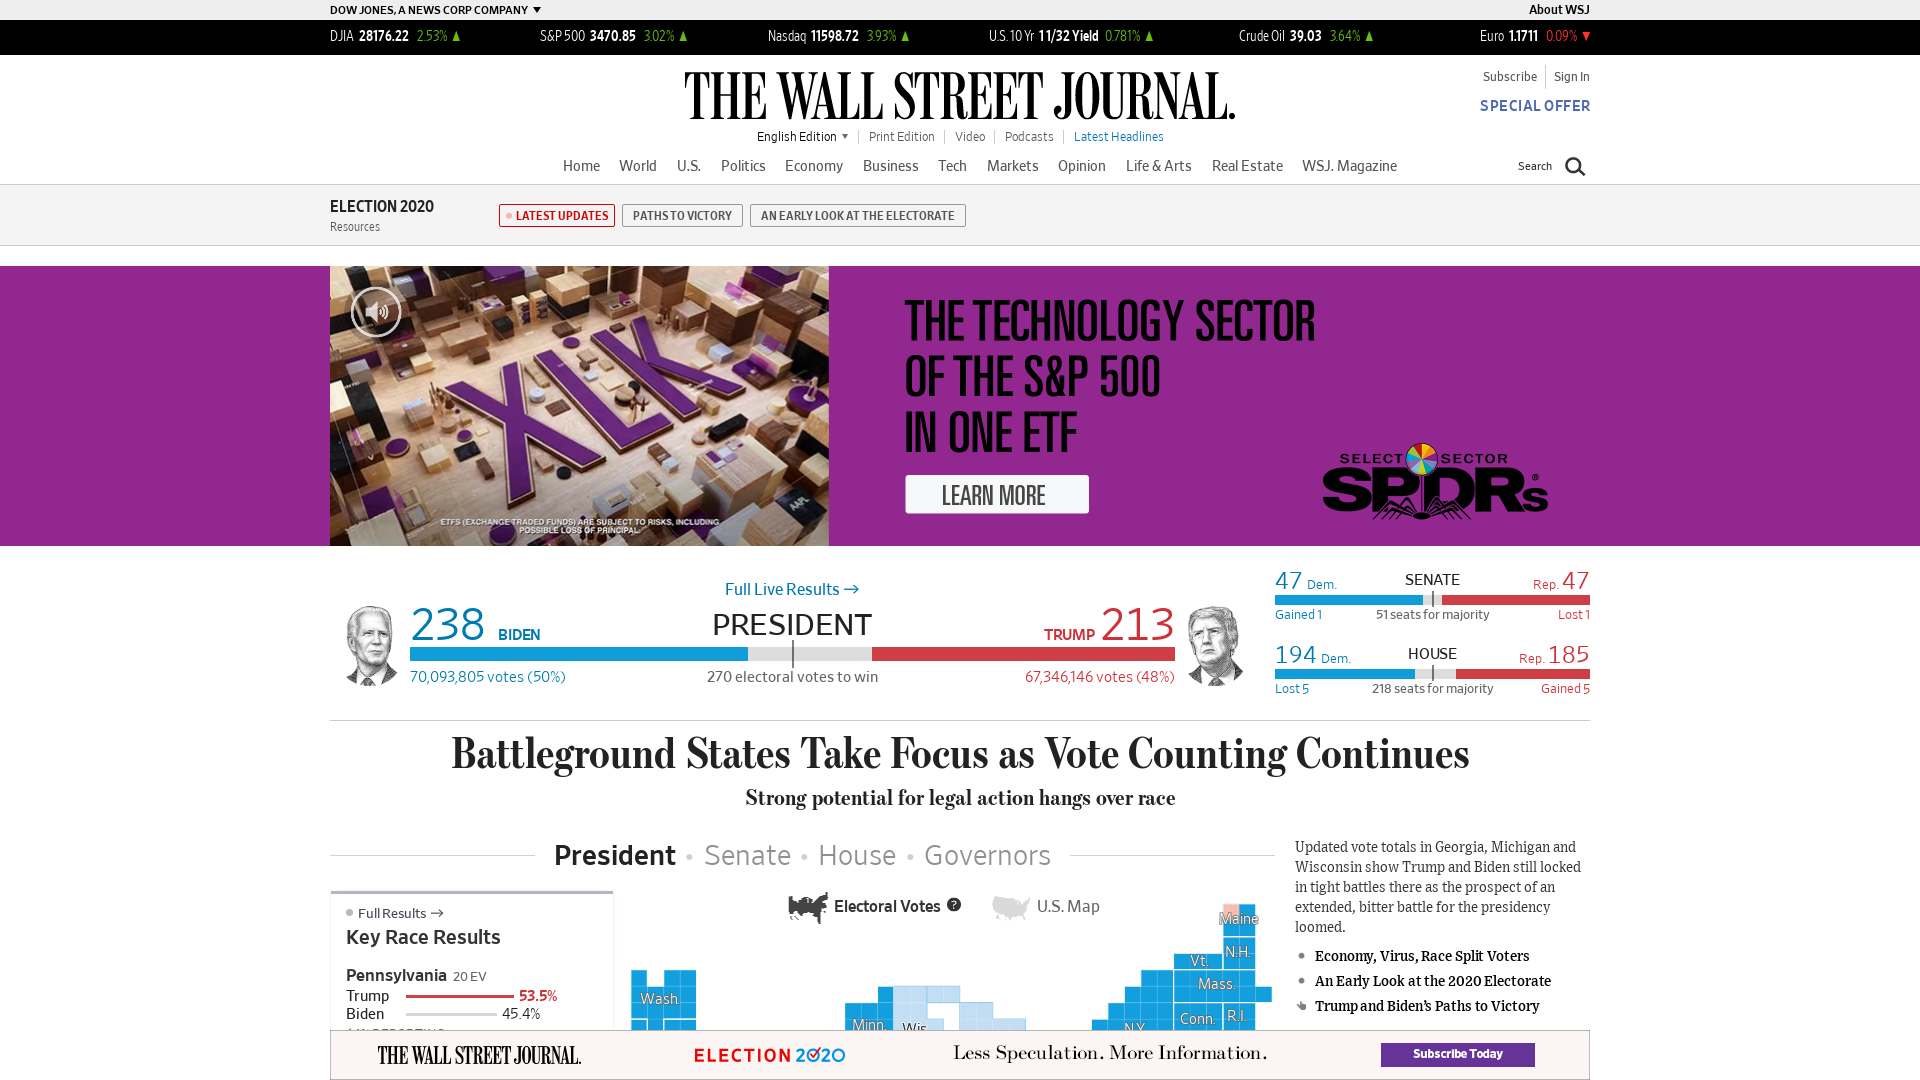 DOW JONES, A NEWS CORP COMPANY
About WSJ
DJIA 28176.22 2.53%
S&P 500 3470.85 3.02%
Nasdaq 11598.72 3.93%
U.S. 10 Yr 11/32 Yield 0.781%
Crude Oil 39.03 3.64%
Euro 1.1711 0.09%
THE WALL STREET JOURNAL.
Subscribe
Sign In
SPECIAL OFFER
English Edition
Print Edition
Video
Podcasts
Latest Headlines
Home
World
U.S.
Politics
Economy
Business
Tech
Markets
Opinion
Life & Arts
Real Estate
WSJ. Magazine
Search
ELECTION 2020
Resources
LATEST UPDATES
PATHS TO VICTORY
AN EARLY LOOK AT THE ELECTORATE
XLK
AAPL
ETFS (EXCHANGE TRADED FUNDS) ARE SUBJECT TO RISKS, INCLUDING
POSSIBLE LOSS OF PRINCIPAL.
THE TECHNOLOGY SECTOR
OF THE S&P 500
IN ONE ETF
LEARN MORE
SELECT SECTOR
SPDRs®
Full Live Results →
238 BIDEN
PRESIDENT
TRUMP 213
70,093,805 votes (50%)
270 electoral votes to win
67,346,146 votes (48%)
47 Dem.
SENATE
Rep. 47
Gained 1
51 seats for majority
Lost 1
194 Dem.
HOUSE
Rep. 185
Lost 5
218 seats for majority
Gained 5
Battleground States Take Focus as Vote Counting Continues
Strong potential for legal action hangs over race
President • Senate • House • Governors
Full Results →
Key Race Results
Pennsylvania 20 EV
Trump 53.5%
Biden 45.4%
Electoral Votes ?
U.S. Map
Maine
N.H.
Vt.
Mass.
Wash.
Conn.
R.I.
Minn.
Wis.
N.Y.
Updated vote totals in Georgia, Michigan and
Wisconsin show Trump and Biden still locked
in tight battles there as the prospect of an
extended, bitter battle for the presidency
loomed.
Economy, Virus, Race Split Voters
An Early Look at the 2020 Electorate
Trump and Biden's Paths to Victory
THE WALL STREET JOURNAL.
ELECTION 2020
Less Speculation. More Information.
Subscribe Today